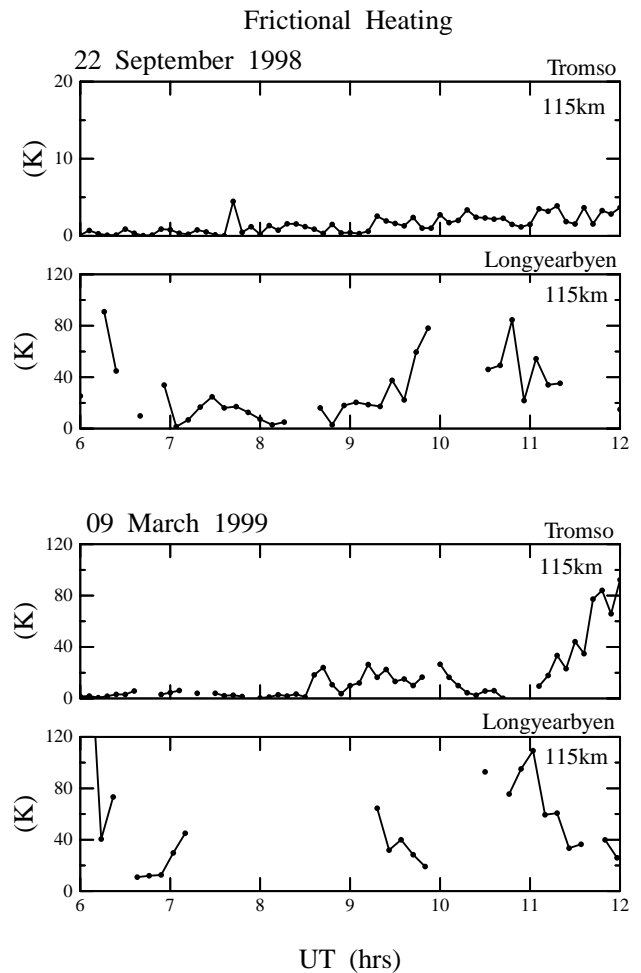 Frictional Heating
22 September 1998
Tromso
20
115km
10
(K)
0
Longyearbyen
120
115km
80
(K)
40
0
6 7 8 9 10 11 12
09 March 1999
Tromso
120
115km
80
(K)
40
0
Longyearbyen
120
115km
80
(K)
40
0
6 7 8 9 10 11 12
UT (hrs)